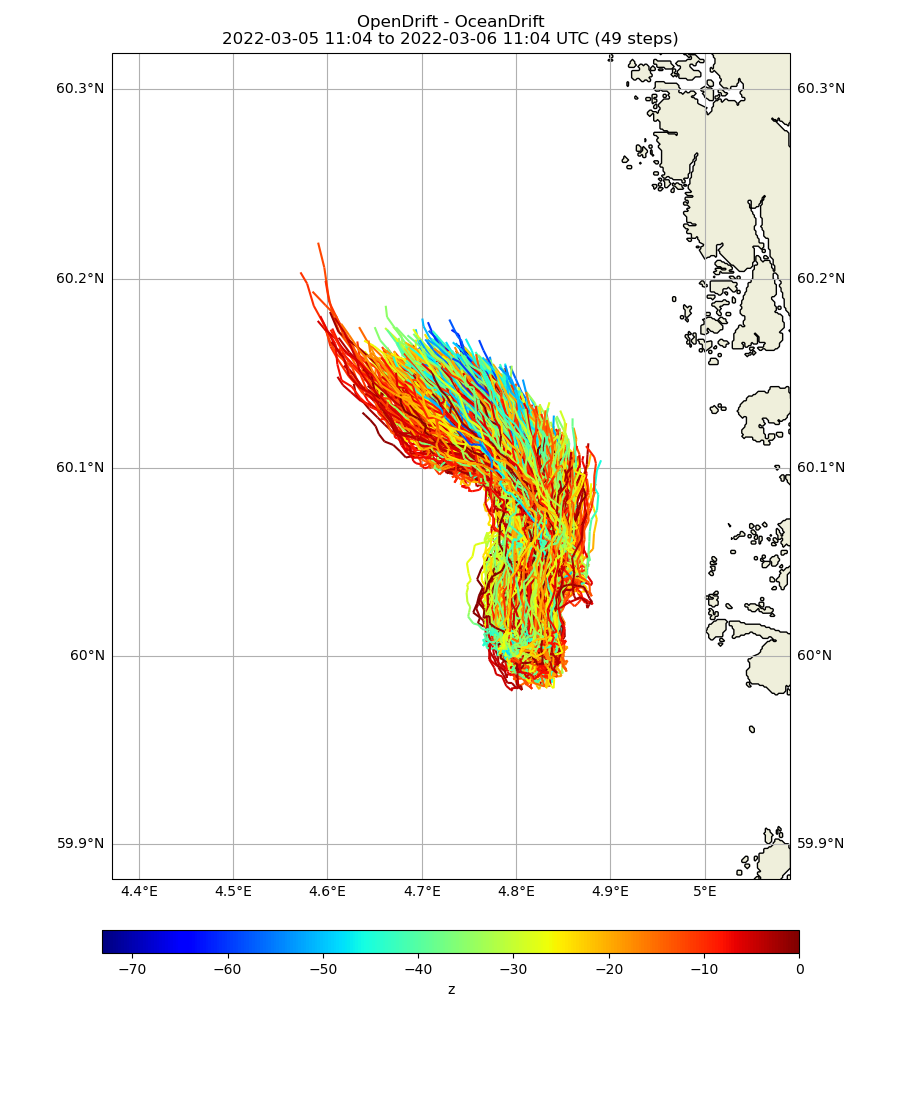 OpenDrift - OceanDrift
2022-03-05 11:04 to 2022-03-06 11:04 UTC (49 steps)
60.3°N 60.3°N
60.2°N 60.2°N
60.1°N 60.1°N
60°N 60°N
59.9°N 59.9°N
4.4°E 4.5°E 4.6°E 4.7°E 4.8°E 4.9°E 5°E
−70 −60 −50 −40 −30 −20 −10 0
z